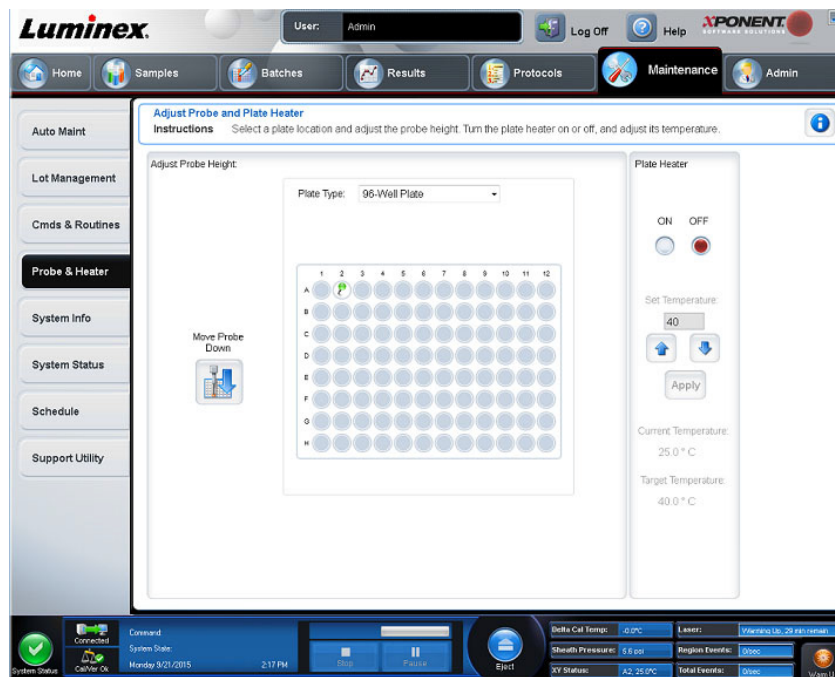 Luminex.
User: Admin
Log Off
Help
XPONENT
SOFTWARE SOLUTIONS
Home
Samples
Batches
Results
Protocols
Maintenance
Admin
Auto Maint
Lot Management
Cmds & Routines
Probe & Heater
System Info
System Status
Schedule
Support Utility
Adjust Probe and Plate Heater
Instructions Select a plate location and adjust the probe height. Turn the plate heater on or off, and adjust its temperature.
Adjust Probe Height:
Plate Type: 96-Well Plate
1 2 3 4 5 6 7 8 9 10 11 12
A
B
C
D
E
F
G
H
Move Probe
Down
Plate Heater
ON OFF
Set Temperature:
40
Apply
Current Temperature:
25.0 ° C
Target Temperature:
40.0 ° C
System Status
Connected
Cal/Ver Ok
Command
System State:
Monday 9/21/2015 2:17 PM
Stop
Pause
Eject
Delta Cal Temp: -0.0°C
Sheath Pressure: 5.6 psi
XY Status: A2, 25.0°C
Laser: Warming Up, 29 min remain
Region Events: 0/sec
Total Events: 0/sec